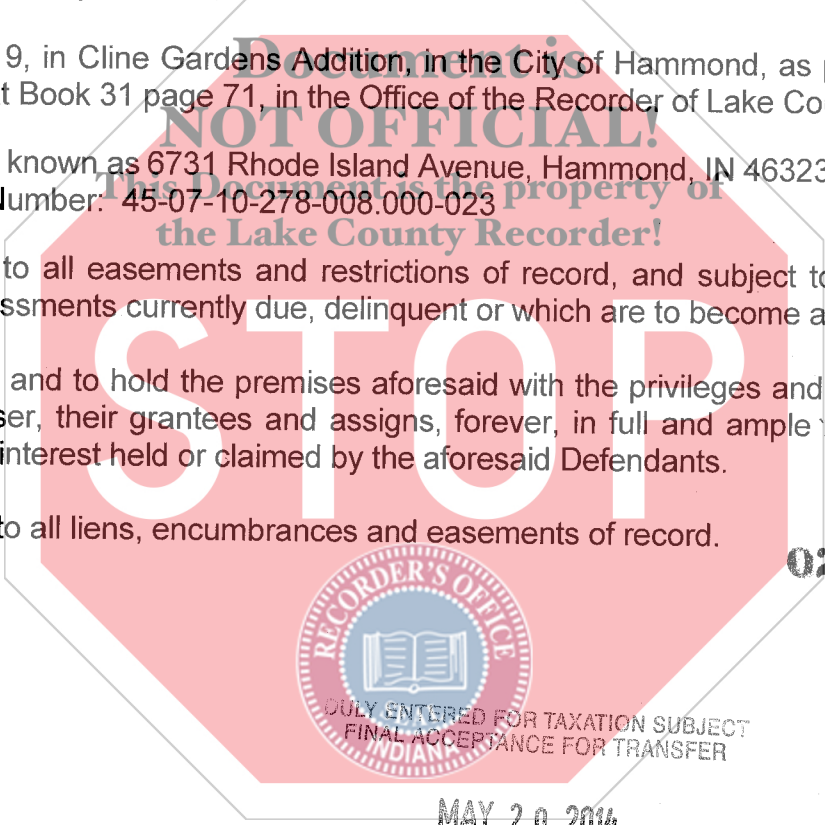 Document is
9, in Cline Gardens Addition, in the City of Hammond, as
t Book 31 page 71, in the Office of the Recorder of Lake Co
NOT OFFICIAL!
known as 6731 Rhode Island Avenue, Hammond, IN 46323
This Document is the property of
Number: 45-07-10-278-008.000-023
the Lake County Recorder!
to all easements and restrictions of record, and subject to
ssments currently due, delinquent or which are to become a
STOP
and to hold the premises aforesaid with the privileges and
ser, their grantees and assigns, forever, in full and ample
interest held or claimed by the aforesaid Defendants.
to all liens, encumbrances and easements of record.
02
RECORDER'S OFFICE
SEAL
INDIANA
DULY ENTERED FOR TAXATION SUBJECT
FINAL ACCEPTANCE FOR TRANSFER
MAY 20 2014